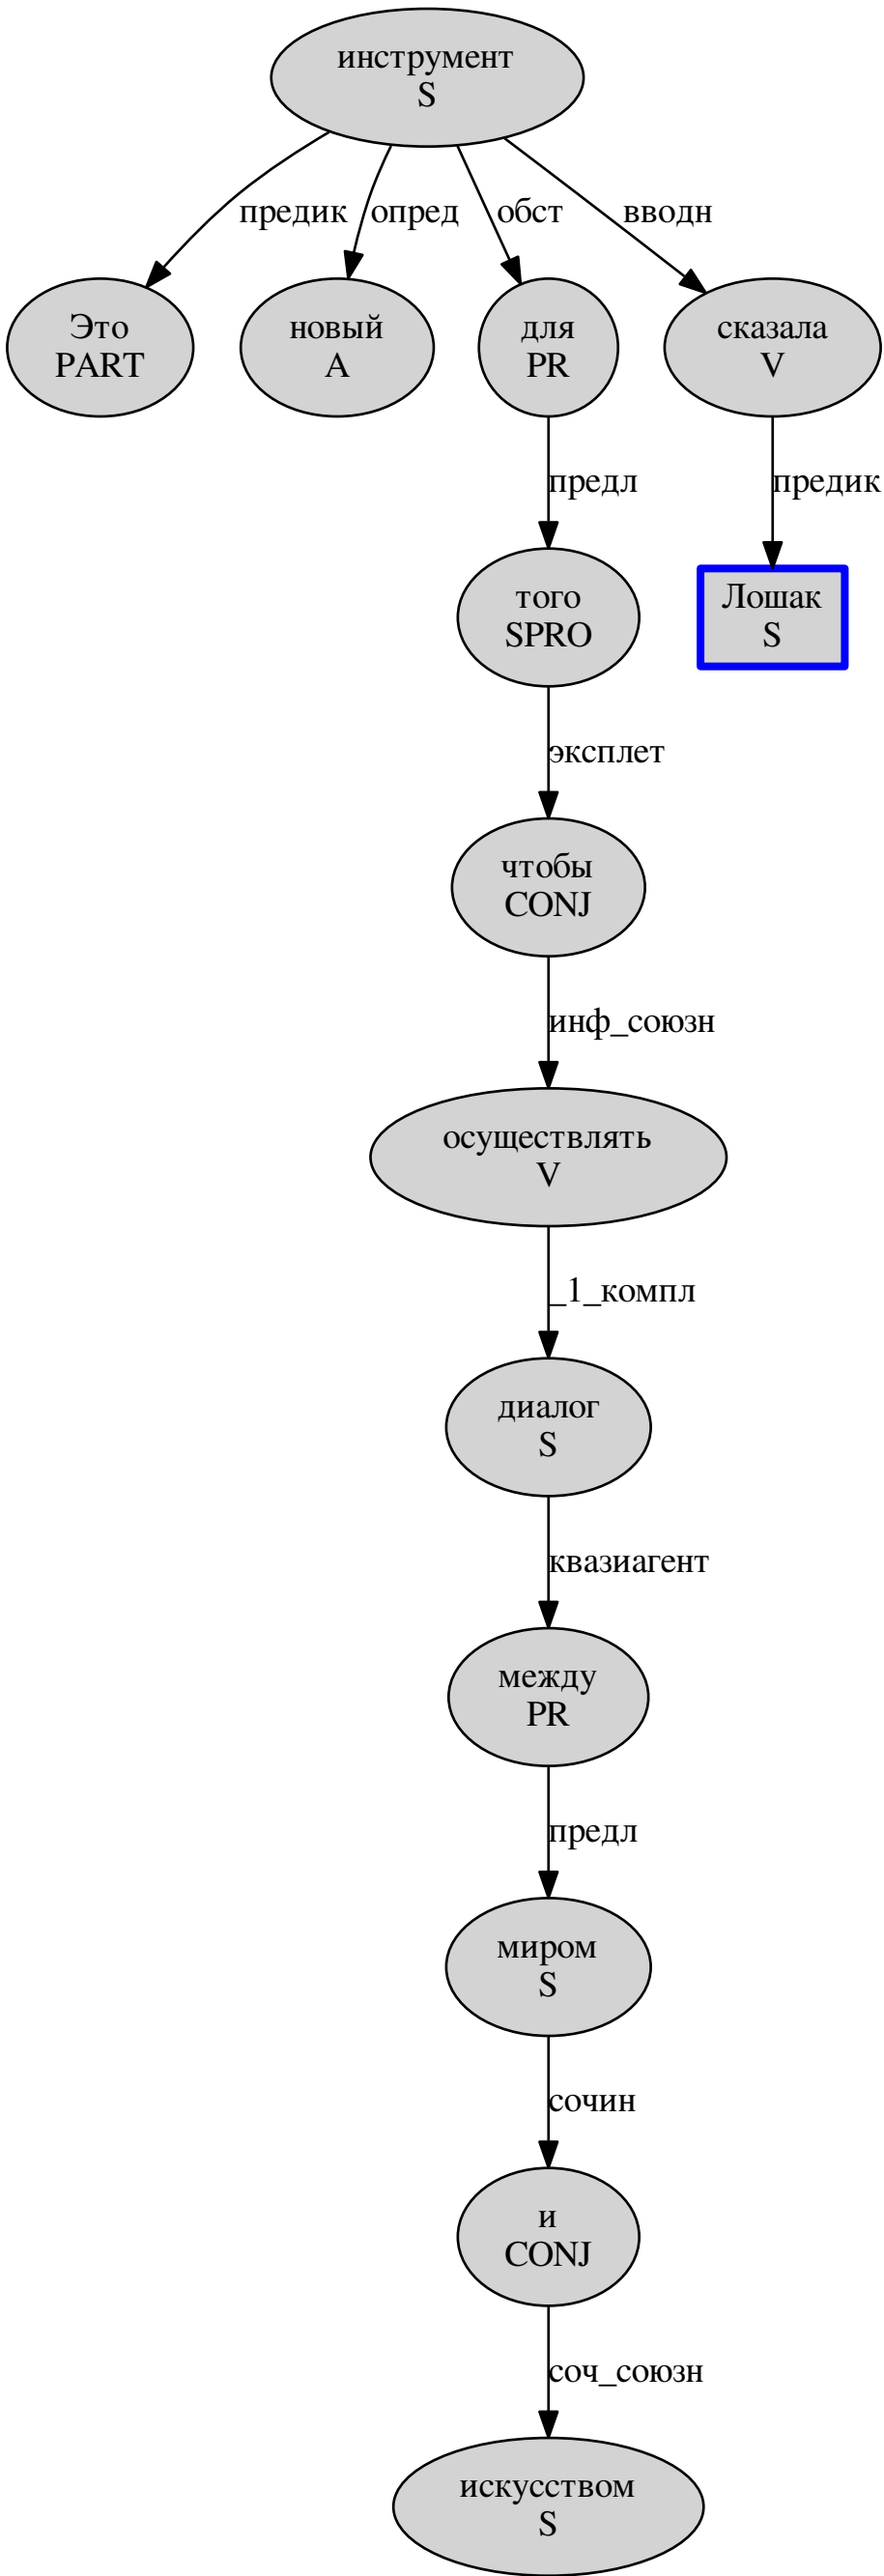 инструмент
S
предик
опред
обст
вводн
Это
PART
новый
A
для
PR
сказала
V
предл
предик
того
SPRO
Лошак
S
эксплет
чтобы
CONJ
инф_союзн
осуществлять
V
_1_компл
диалог
S
квазиагент
между
PR
предл
миром
S
сочин
и
CONJ
соч_союзн
искусством
S